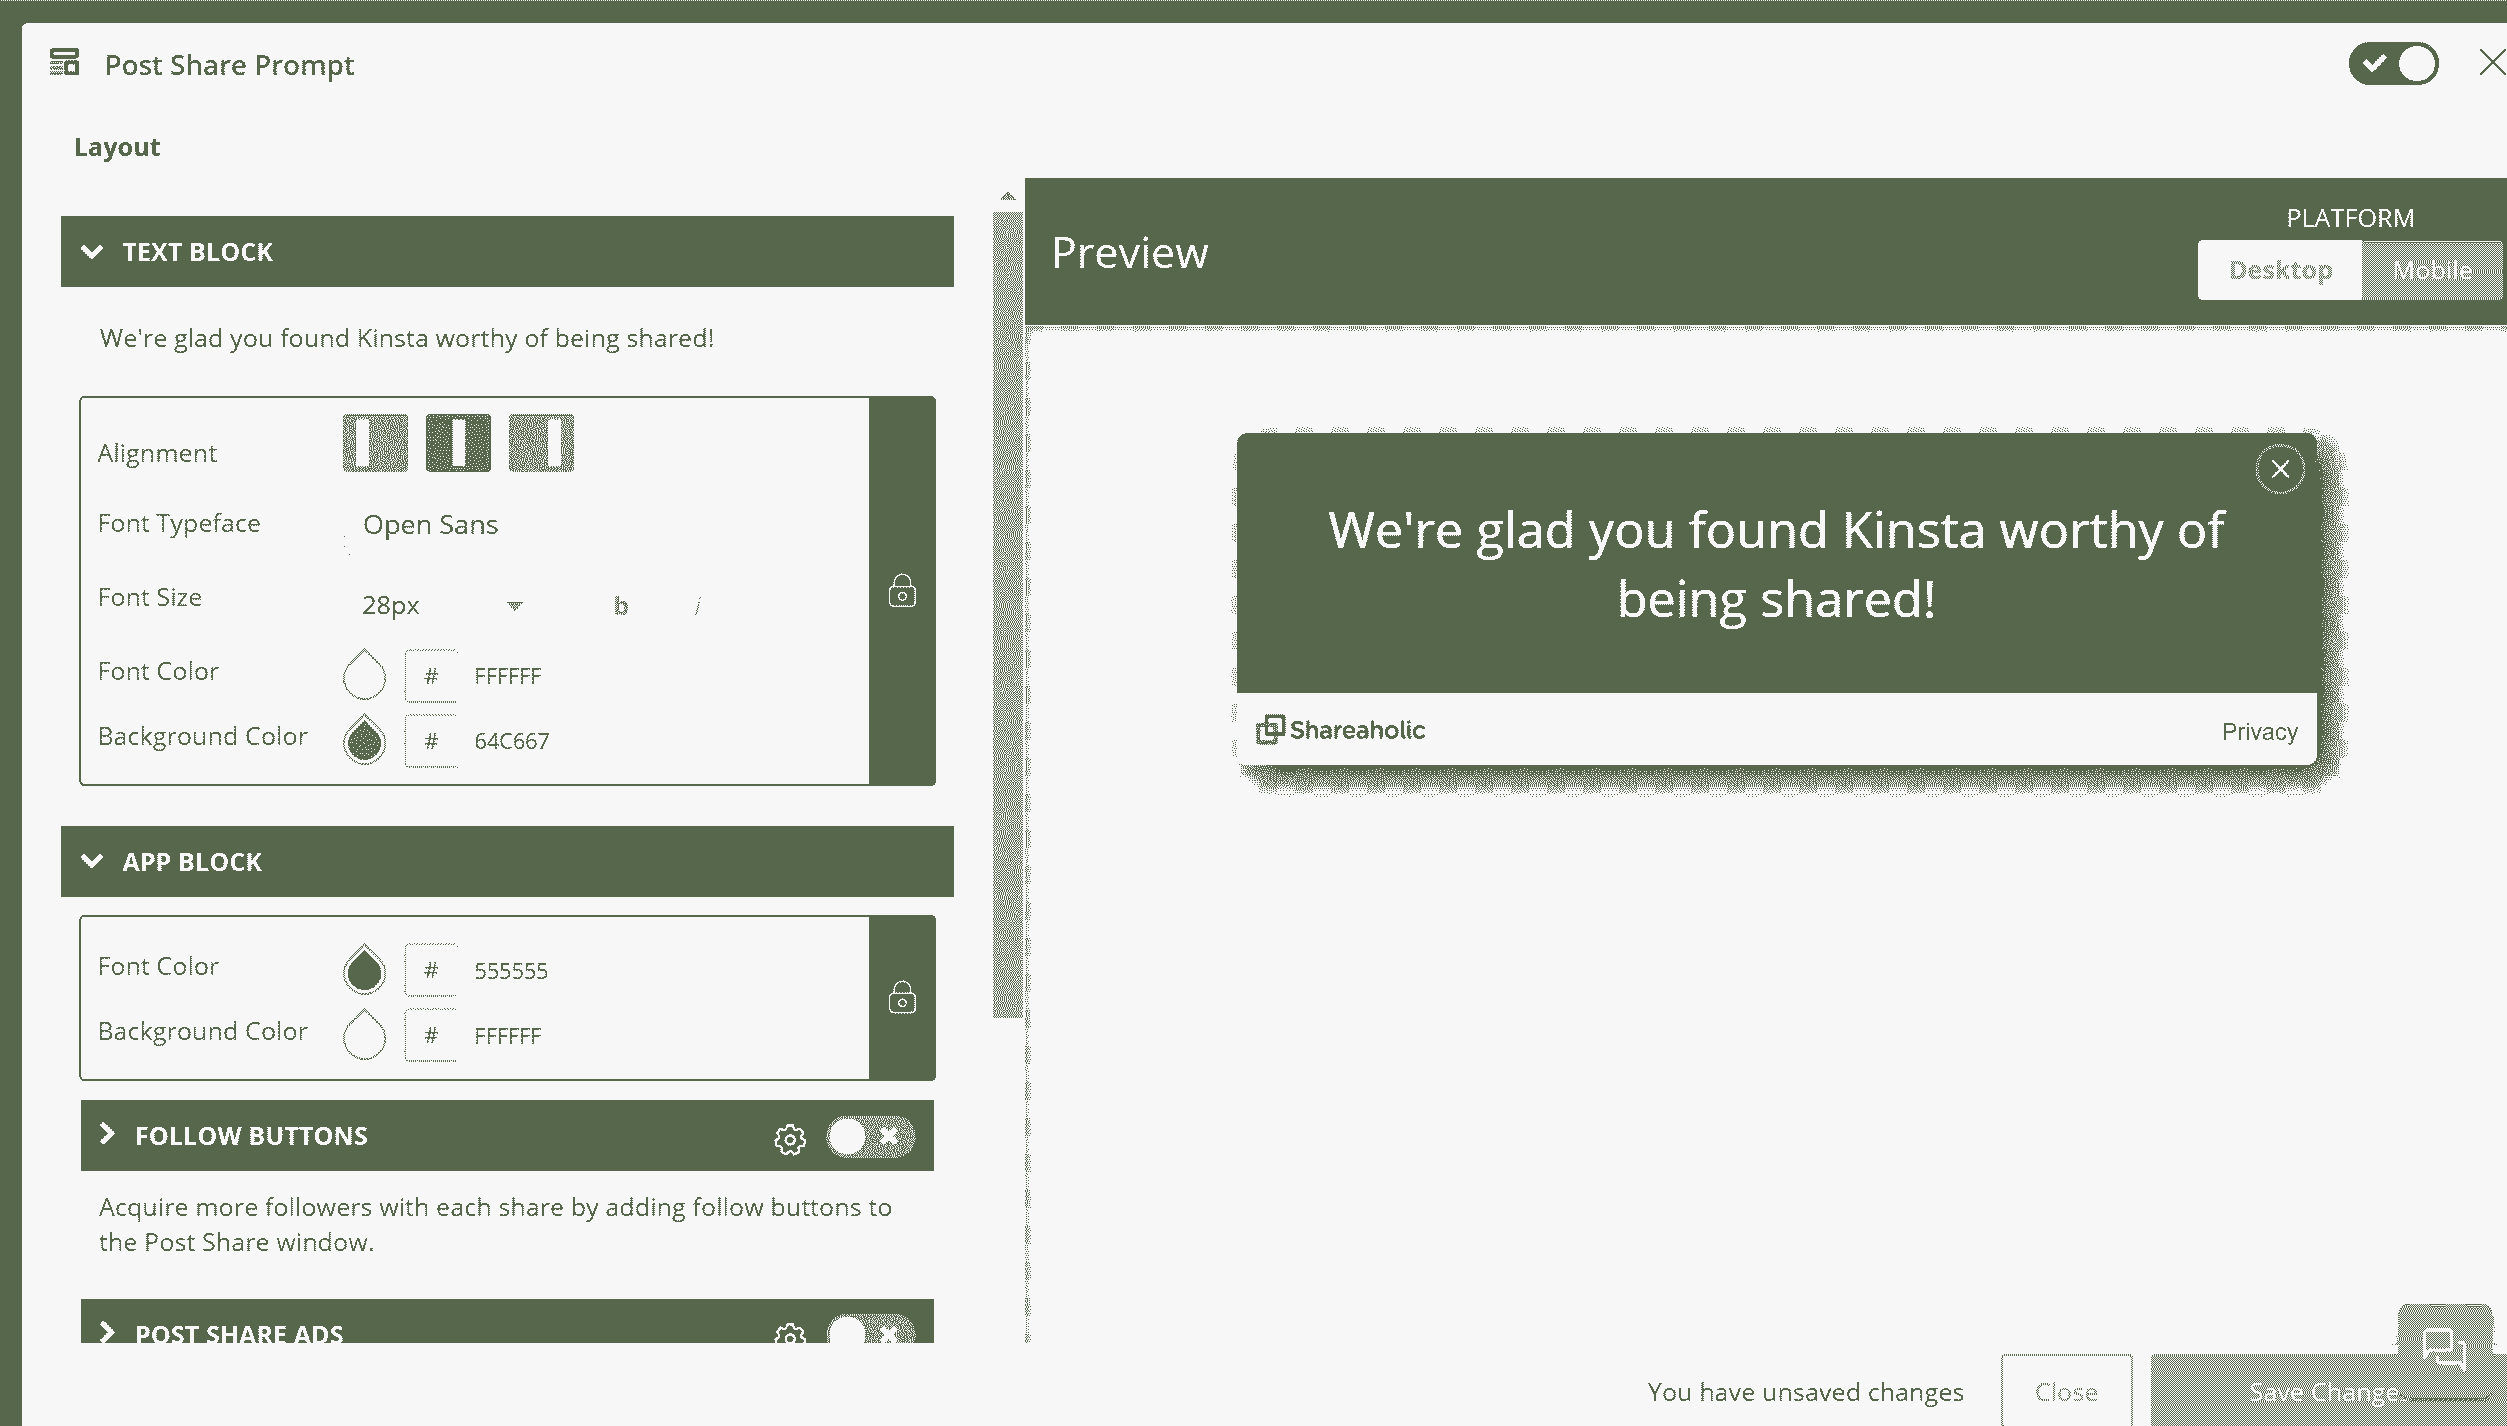 Post Share Prompt
Layout
TEXT BLOCK
We're glad you found Kinsta worthy of being shared!
Alignment
Font Typeface
Open Sans
Font Size
28px
b
i
Font Color
#
FFFFFF
Background Color
#
64C667
APP BLOCK
Font Color
#
555555
Background Color
#
FFFFFF
FOLLOW BUTTONS
Acquire more followers with each share by adding follow buttons to
the Post Share window.
POST SHARE ADS
Preview
PLATFORM
Desktop
Mobile
We're glad you found Kinsta worthy of
being shared!
Shareaholic
Privacy
You have unsaved changes
Close
Save Change